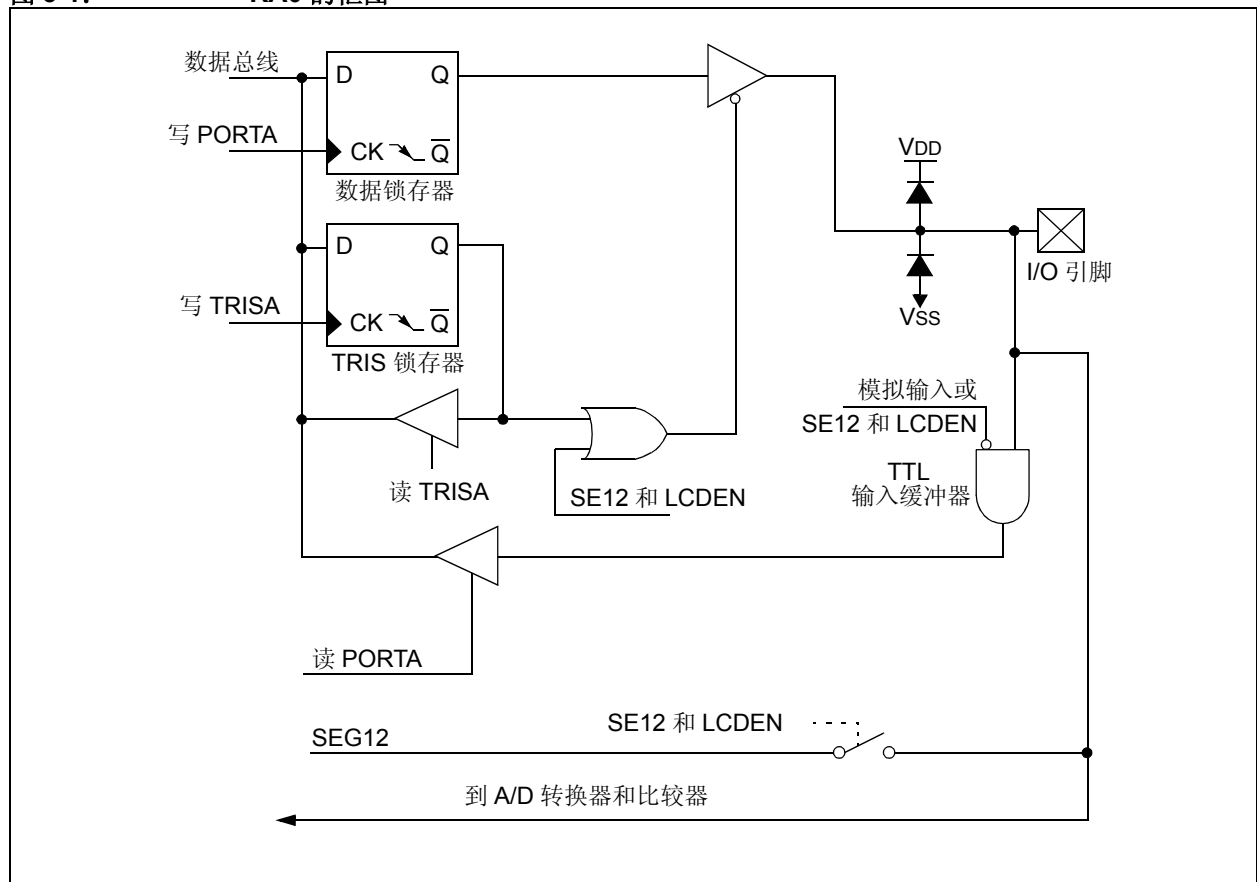 数据总线
D Q
写 PORTA
CK Q
数据锁存器
VDD
D Q
I/O 引脚
写 TRISA
CK Q
VSS
TRIS 锁存器
模拟输入或
SE12 和 LCDEN
TTL
输入缓冲器
读 TRISA
SE12 和 LCDEN
读 PORTA
SE12 和 LCDEN
SEG12
到 A/D 转换器和比较器